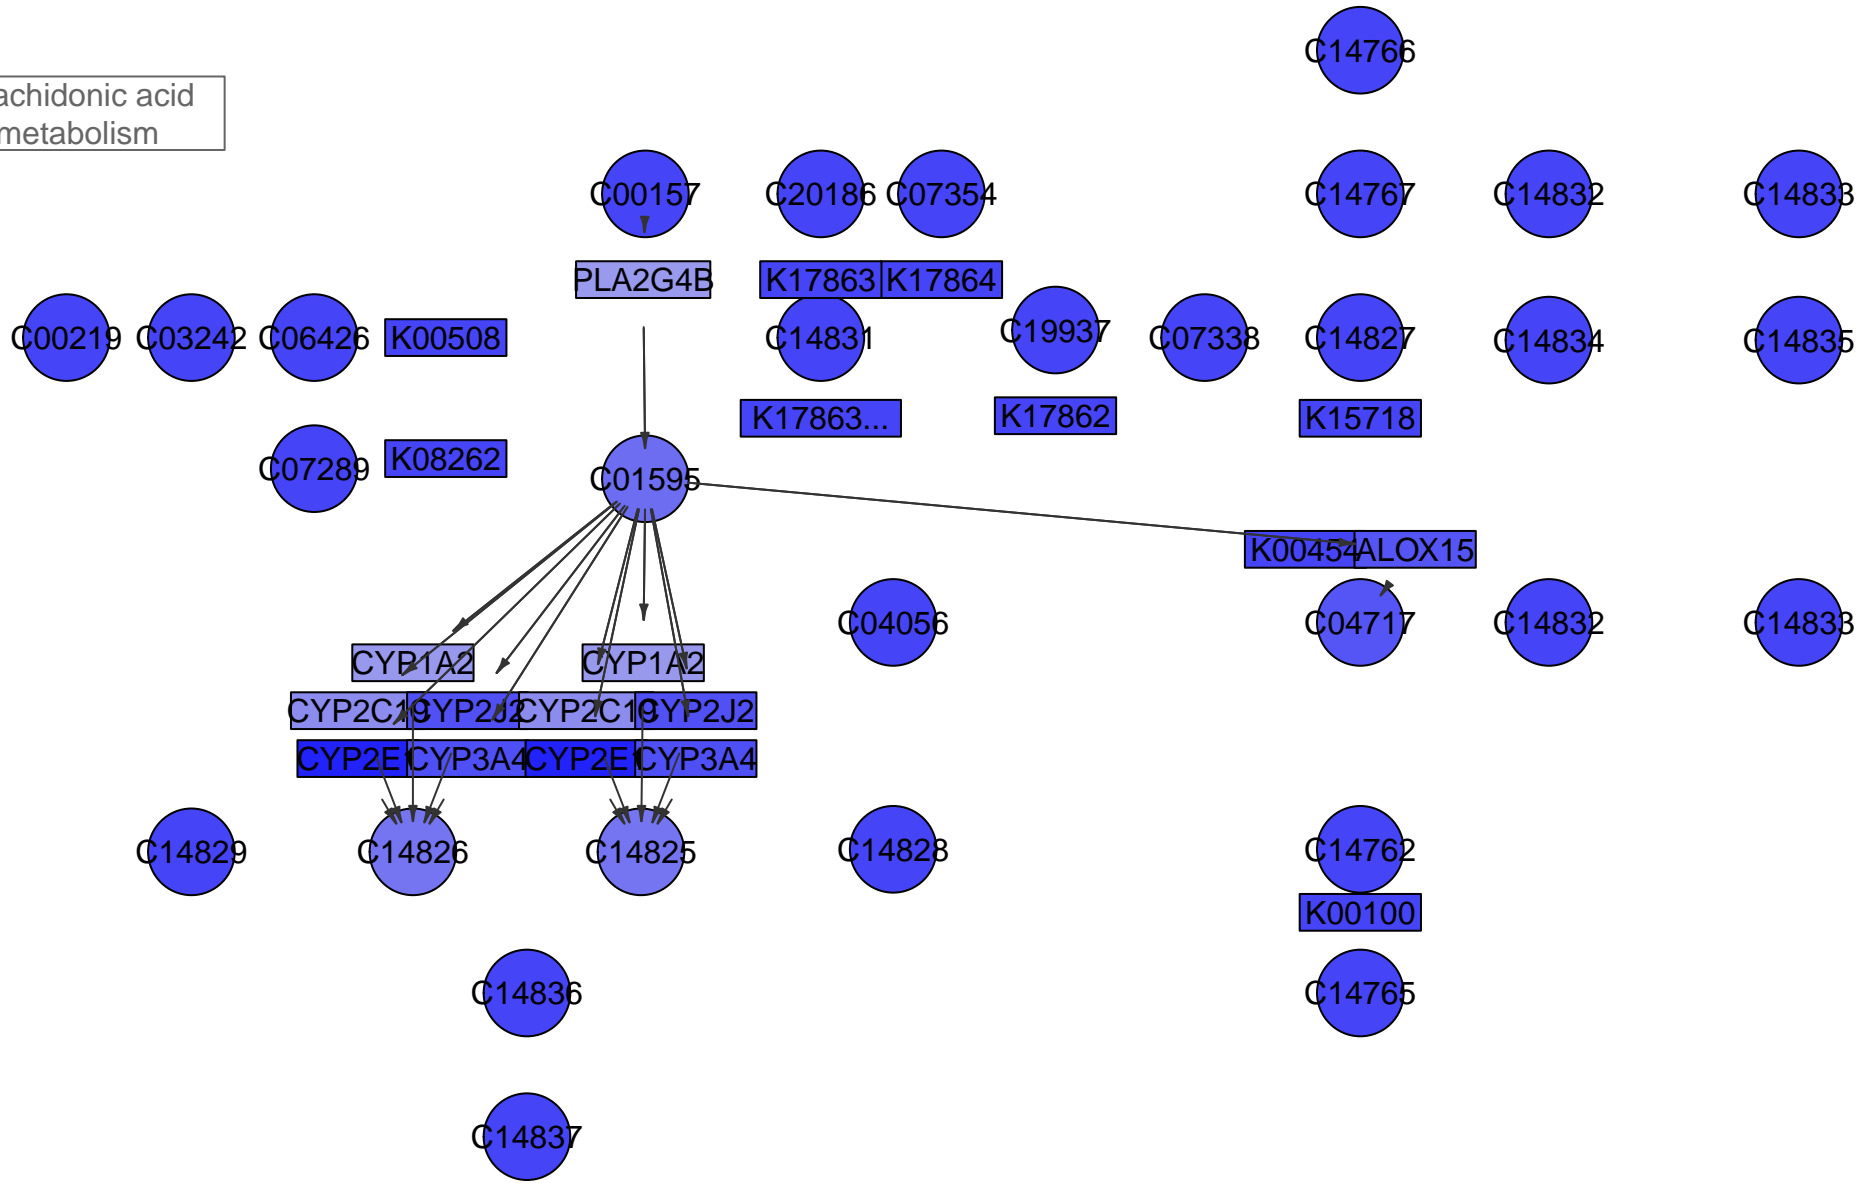 C14766
achidonic acid
metabolism
C00157
C20186
C07354
C14767
C14832
C14833
PLA2G4B
K17863
K17864
C00219
C03242
C06426
K00508
C14831
C19937
C07338
C14827
C14834
C14835
K17863...
K17862
K15718
C07289
K08262
C01595
K00454
ALOX15
C04056
C04717
C14832
C14833
CYP1A2
CYP1A2
CYP2C19
CYP2J2
CYP2C19
CYP2J2
CYP2E1
CYP3A4
CYP2E1
CYP3A4
C14829
C14826
C14825
C14828
C14762
K00100
C14836
C14765
C14837